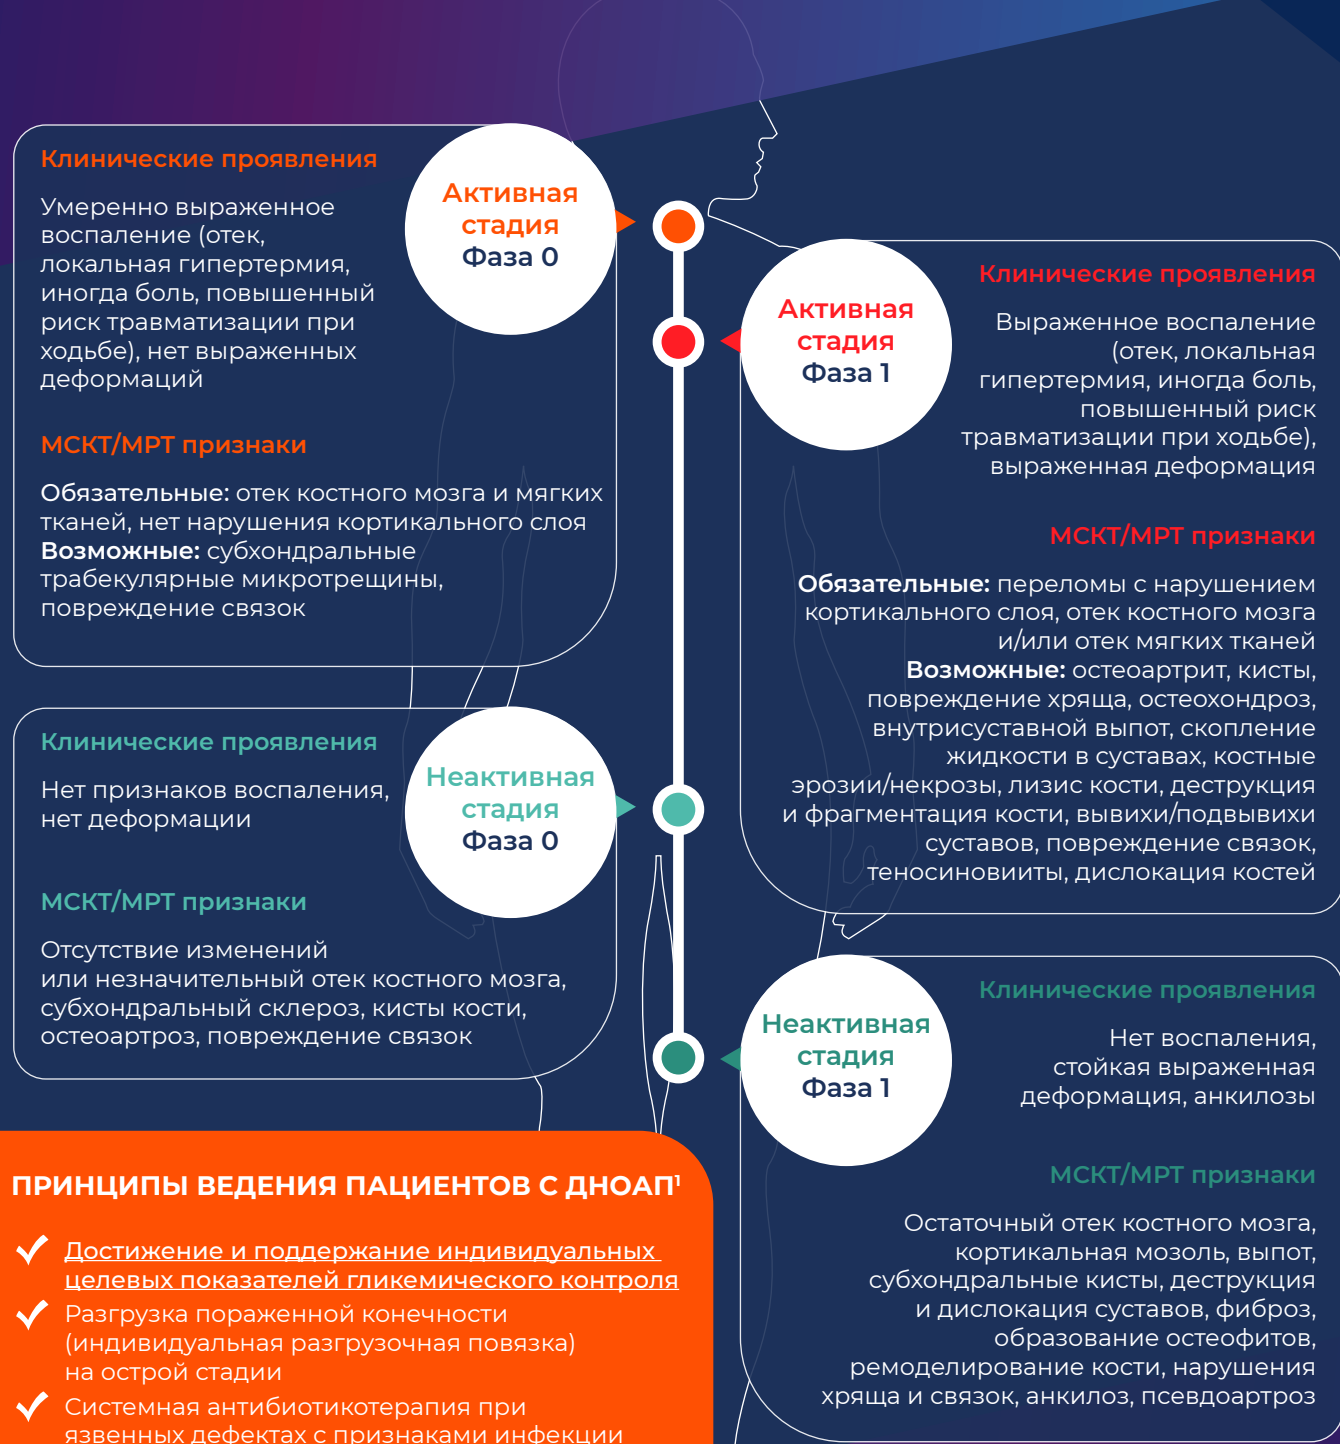 Клинические проявления
Умеренно выраженное
воспаление (отек,
локальная гипертермия,
иногда боль, повышенный
риск травматизации при
ходьбе), нет выраженных
деформаций
МСКТ/МРТ признаки
Обязательные: отек костного мозга и мягких
тканей, нет нарушения кортикального слоя
Возможные: субхондральные
трабекулярные микротрещины,
повреждение связок
Активная
стадия
Фаза 0
Активная
стадия
Фаза 1
Клинические проявления
Выраженное воспаление
(отек, локальная
гипертермия, иногда боль,
повышенный риск
травматизации при ходьбе),
выраженная деформация
МСКТ/МРТ признаки
Обязательные: переломы с нарушением
кортикального слоя, отек костного мозга
и/или отек мягких тканей
Возможные: остеоартрит, кисты,
повреждение хряща, остеохондроз,
внутрисуставной выпот, скопление
жидкости в суставах, костные
эрозии/некрозы, лизис кости, деструкция
и фрагментация кости, вывихи/подвывихи
суставов, повреждение связок,
теносиновииты, дислокация костей
Клинические проявления
Нет признаков воспаления,
нет деформации
МСКТ/МРТ признаки
Отсутствие изменений
или незначительный отек костного мозга,
субхондральный склероз, кисты кости,
остеоартроз, повреждение связок
Неактивная
стадия
Фаза 0
Неактивная
стадия
Фаза 1
Клинические проявления
Нет воспаления,
стойкая выраженная
деформация, анкилозы
МСКТ/МРТ признаки
Остаточный отек костного мозга,
кортикальная мозоль, выпот,
субхондральные кисты, деструкция
и дислокация суставов, фиброз,
образование остеофитов,
ремоделирование кости, нарушения
хряща и связок, анкилоз, псевдоартроз
ПРИНЦИПЫ ВЕДЕНИЯ ПАЦИЕНТОВ С ДНОАП¹
Достижение и поддержание индивидуальных
целевых показателей гликемического контроля
Разгрузка пораженной конечности
(индивидуальная разгрузочная повязка)
на острой стадии
Системная антибиотикотерапия при
язвенных дефектах с признаками инфекции